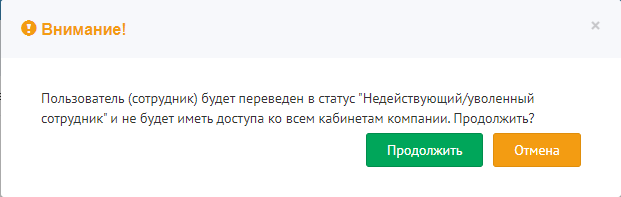 Внимание!
×
Пользователь (сотрудник) будет переведен в статус "Недействующий/уволенный
сотрудник" и не будет иметь доступа ко всем кабинетам компании. Продолжить?
Продолжить Отмена